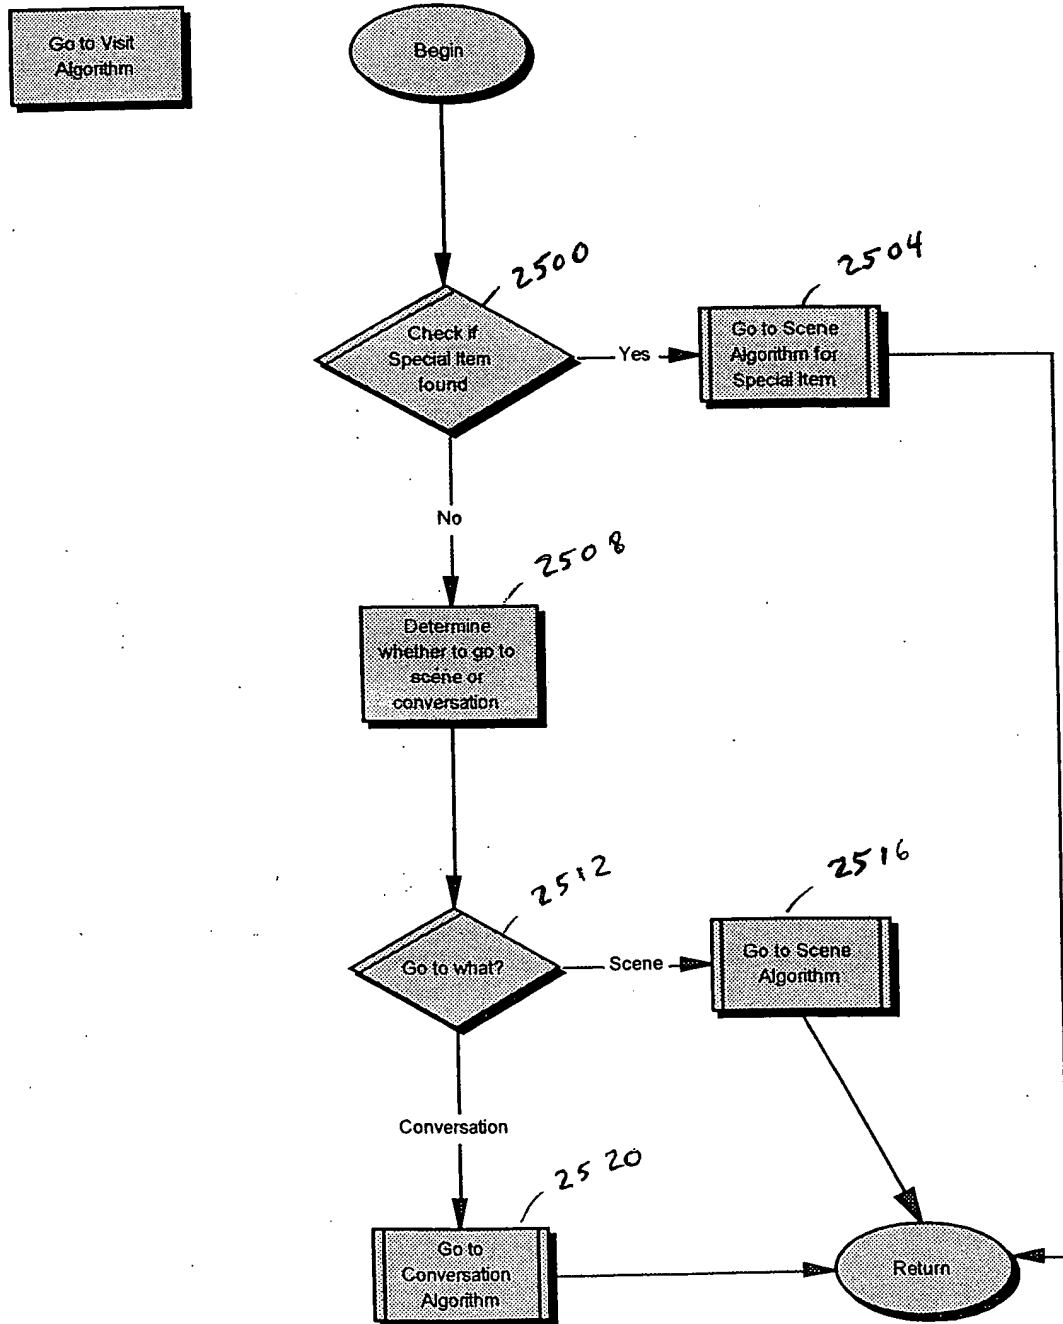 Go to Visit
Algorithm
Begin
2500
Check if
Special Item
found
Yes
2504
Go to Scene
Algorithm for
Special Item
No
2508
Determine
whether to go to
scene or
conversation
2512
Go to what?
Scene
2516
Go to Scene
Algorithm
Conversation
2520
Go to
Conversation
Algorithm
Return